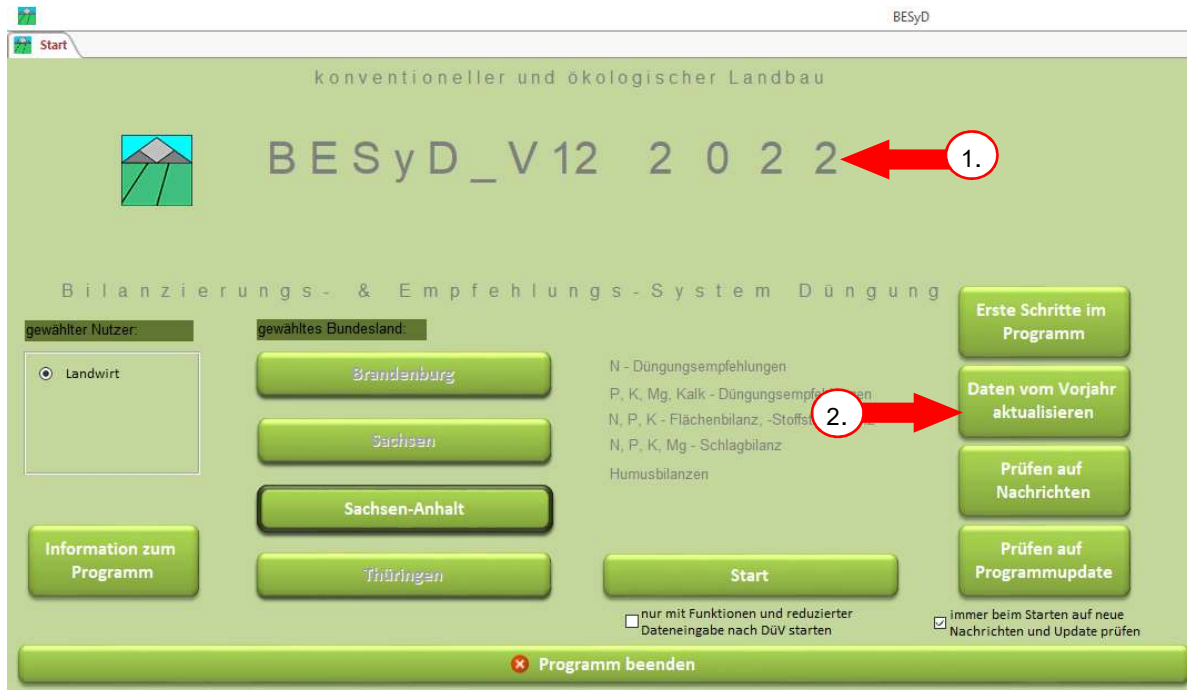 BESyD
Start
konventioneller und ökologischer Landbau
BESyD_V12 2022
1.
Bilanzierungs- & Empfehlungs-System Düngung
gewählter Nutzer:
Landwirt
Information zum
Programm
gewähltes Bundesland:
Brandenburg
Sachsen
Sachsen-Anhalt
Thüringen
N - Düngungsempfehlungen
P, K, Mg, Kalk - Düngungsempfehlungen
N, P, K - Flächenbilanz,
N, P, K, Mg - Schlagbilanz
Humusbilanzen
2.
Start
nur mit Funktionen und reduzierter
Dateneingabe nach DüV starten
Erste Schritte im
Programm
Daten vom Vorjahr
aktualisieren
Prüfen auf
Nachrichten
Prüfen auf
Programmupdate
immer beim Starten auf neue
Nachrichten und Update prüfen
Programm beenden